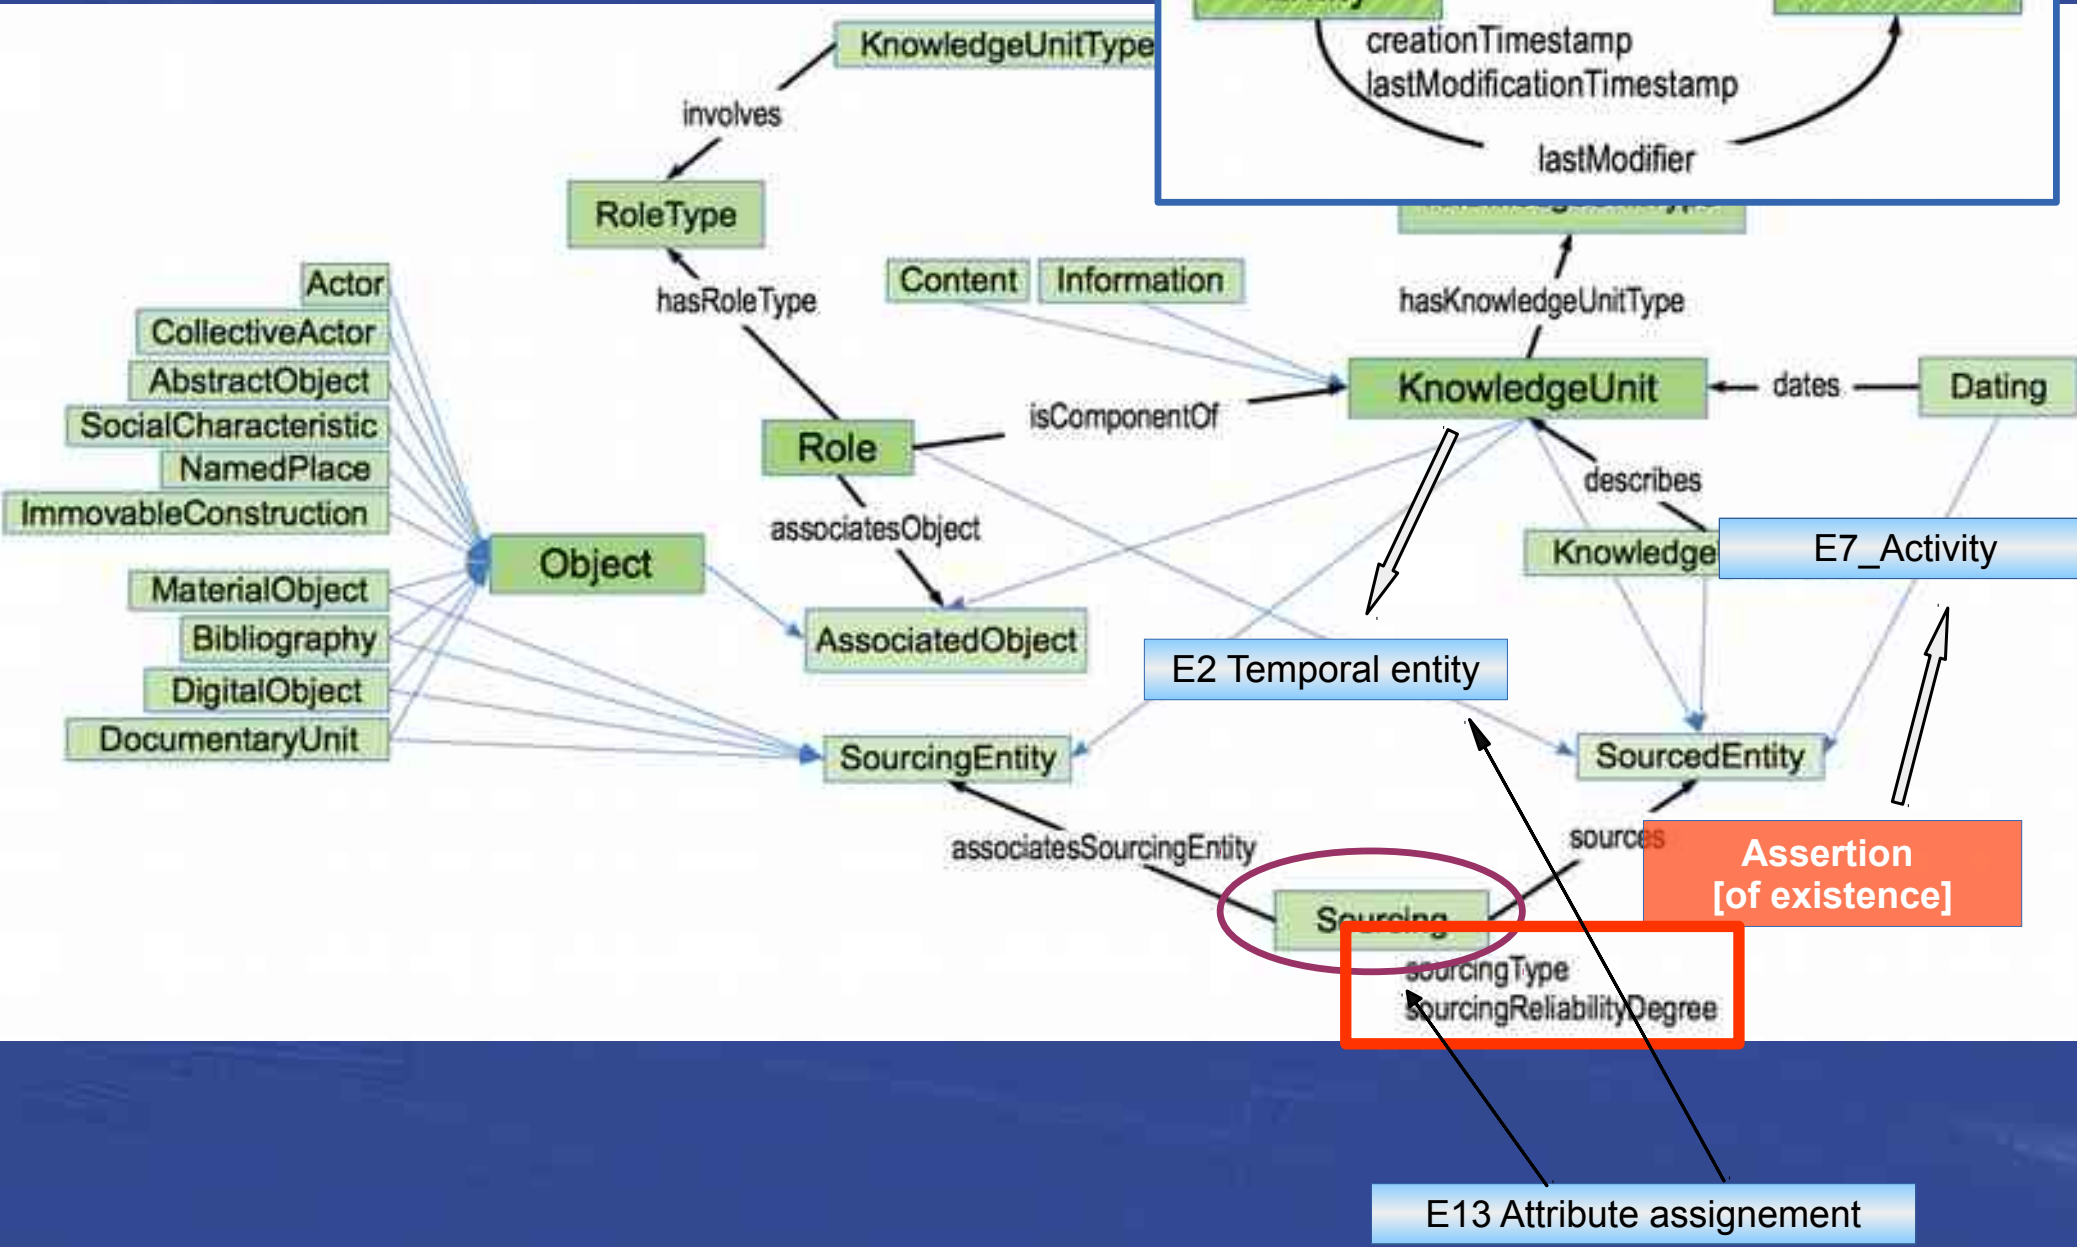 creationTimestamp
lastModificationTimestamp
lastModifier
KnowledgeUnitType
involves
RoleType
hasRoleType
Actor
CollectiveActor
AbstractObject
SocialCharacteristic
NamedPlace
ImmovableConstruction
MaterialObject
Bibliography
DigitalObject
DocumentaryUnit
Object
Content
Information
hasKnowledgeUnitType
KnowledgeUnit
dates
Dating
isComponentOf
Role
associatesObject
AssociatedObject
describes
Knowledge
E7_Activity
E2 Temporal entity
SourcingEntity
SourcedEntity
associatesSourcingEntity
sources
Assertion
[of existence]
Sourcing
sourcingType
sourcingReliabilityDegree
E13 Attribute assignement